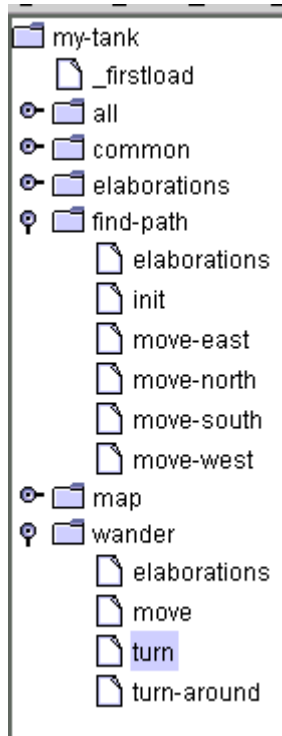 my-tank
_firstload
all
common
elaborations
find-path
elaborations
init
move-east
move-north
move-south
move-west
map
wander
elaborations
move
turn
turn-around